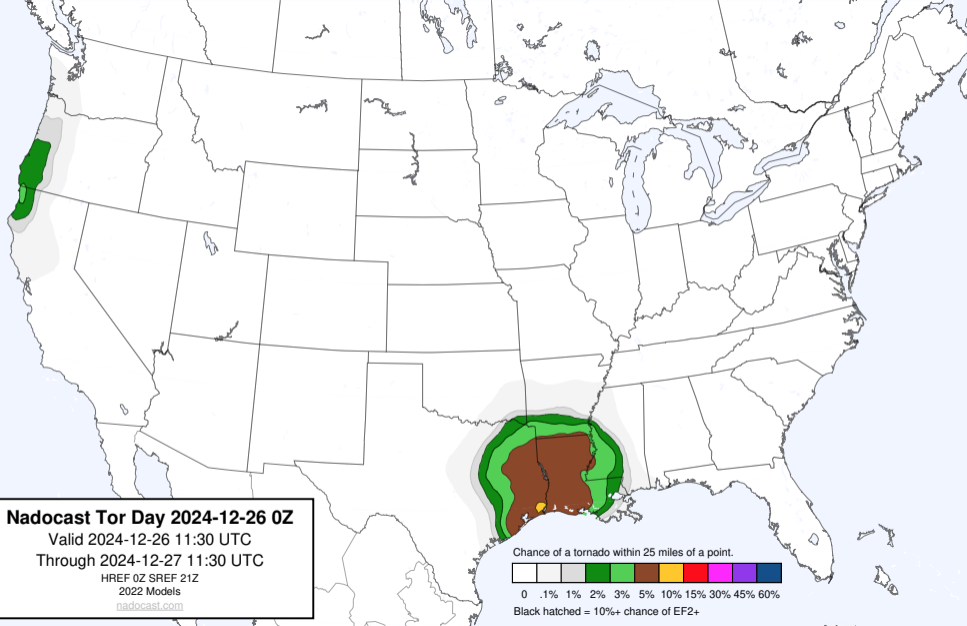 Nadocast Tor Day 2024-12-26 0Z
Valid 2024-12-26 11:30 UTC
Through 2024-12-27 11:30 UTC
HREF 0Z SREF 21Z
2022 Models
nadocast.com
Chance of a tornado within 25 miles of a point.
0 .1% 1% 2% 3% 5% 10% 15% 30% 45% 60%
Black hatched = 10%+ chance of EF2+